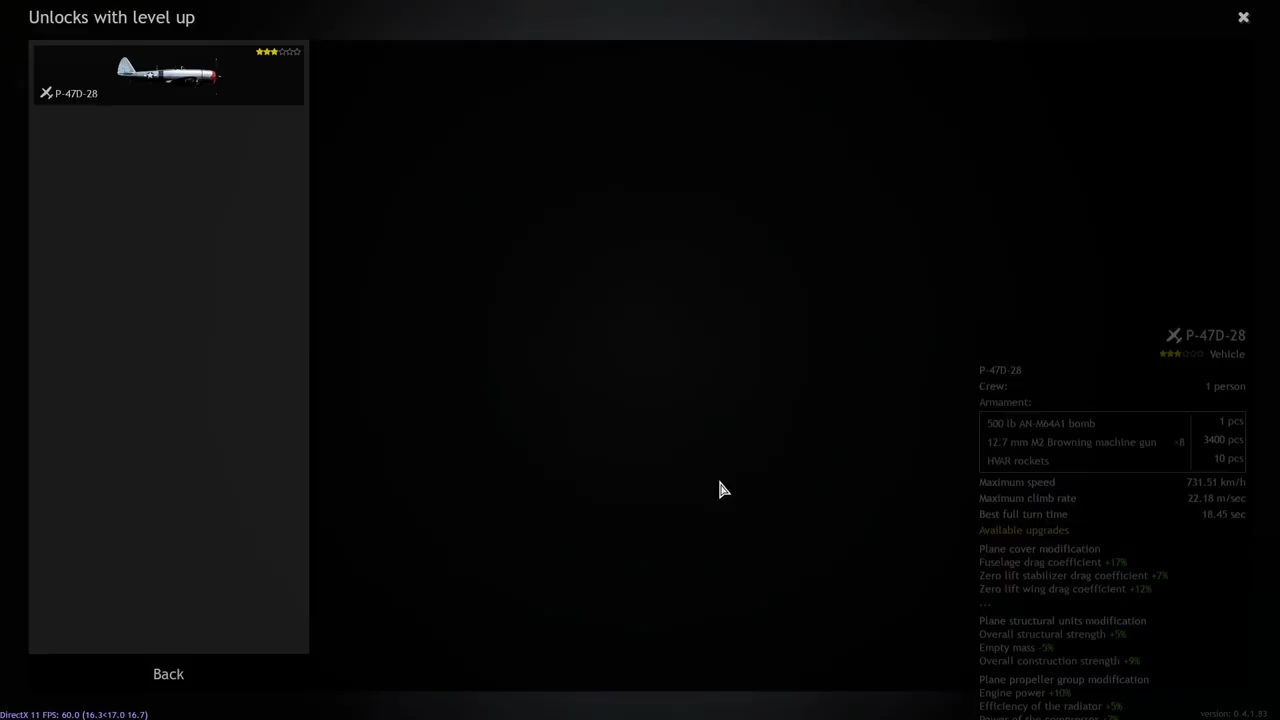 Unlocks with level up
P-47D-28
P-47D-28
Vehicle
P-47D-28
Crew: 1 person
Armament:
500 lb AN-M64A1 bomb 1 pcs
12.7 mm M2 Browning machine gun ×8 3400 pcs
HVAR rockets 10 pcs
Maximum speed 731.51 km/h
Maximum climb rate 22.18 m/sec
Best full turn time 18.45 sec
Available upgrades
Plane cover modification
Fuselage drag coefficient +17%
Zero lift stabilizer drag coefficient +7%
Zero lift wing drag coefficient +12%
...
Plane structural units modification
Overall structural strength +5%
Empty mass -5%
Overall construction strength +9%
Plane propeller group modification
Engine power +10%
Efficiency of the radiator +5%
Back
DirectX 11 FPS: 60.0 (16.3<17.0 16.7)
version: 0.4.1.83